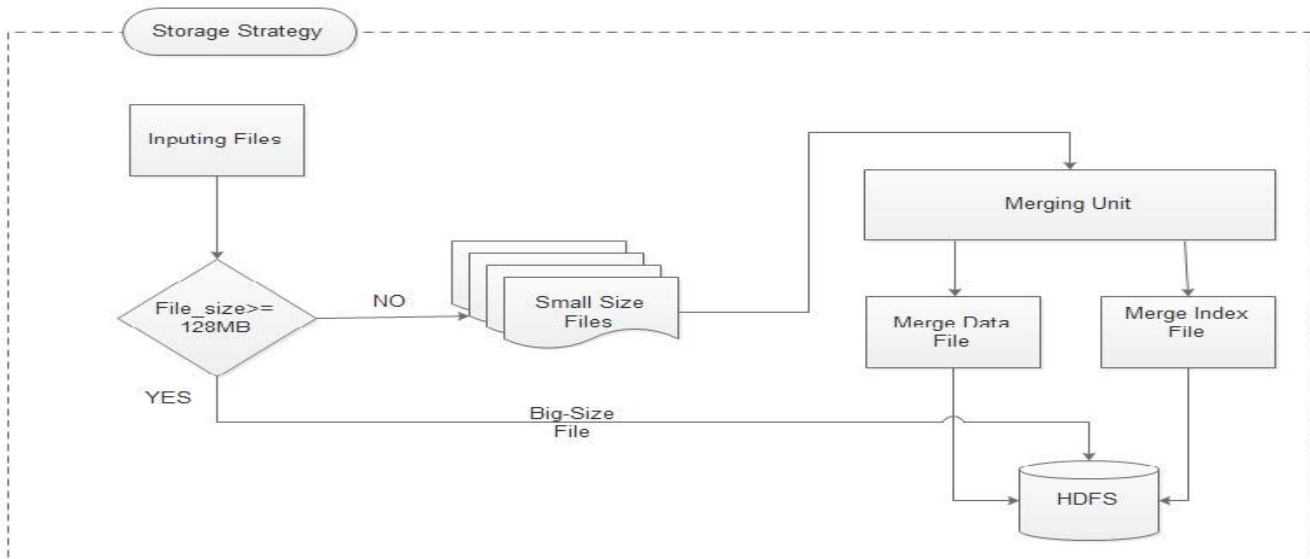 Storage Strategy
Inputing Files
File_size>=
128MB
NO
YES
Small Size
Files
Merging Unit
Merge Data
File
Merge Index
File
Big-Size
File
HDFS